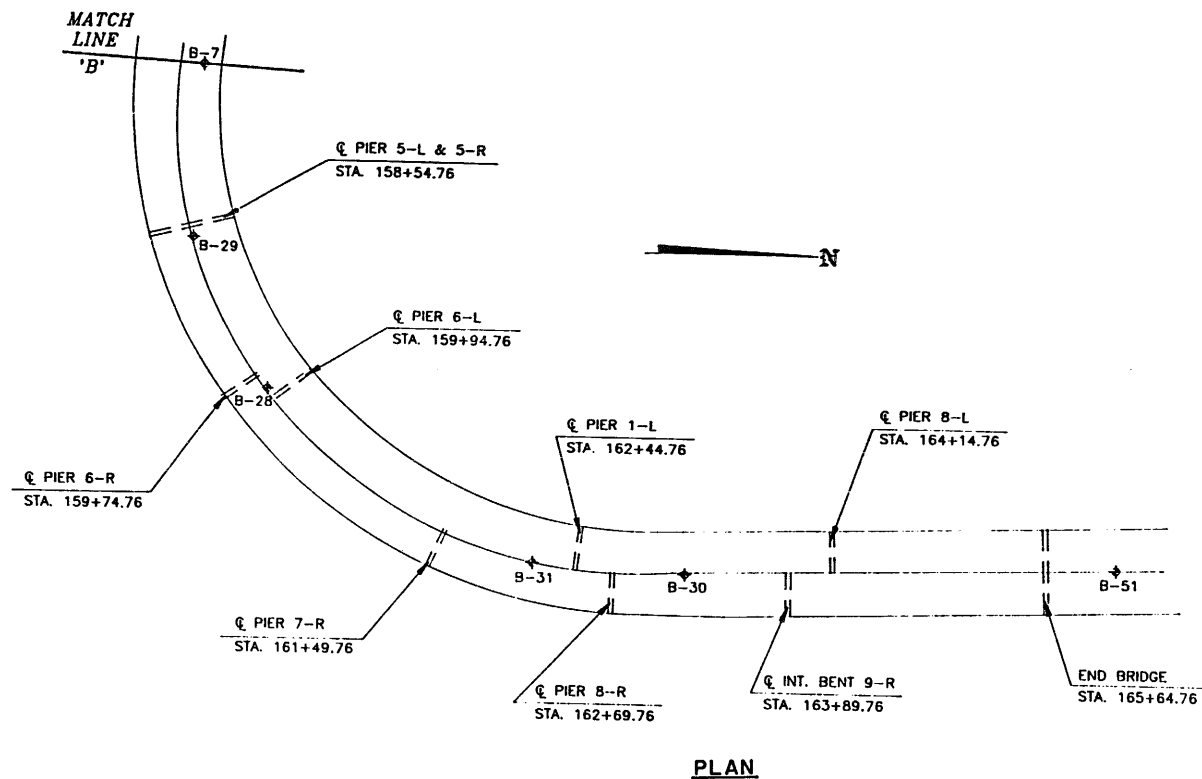 MATCH
LINE
'B'
B-7
℄ PIER 5-L & 5-R
STA. 158+54.76
B-29
N
℄ PIER 6-L
STA. 159+94.76
B-28
℄ PIER 1-L
STA. 162+44.76
℄ PIER 8-L
STA. 164+14.76
℄ PIER 6-R
STA. 159+74.76
B-31
B-30
B-51
℄ PIER 7-R
STA. 161+49.76
℄ PIER 8--R
STA. 162+69.76
℄ INT. BENT 9-R
STA. 163+89.76
END BRIDGE
STA. 165+64.76
PLAN